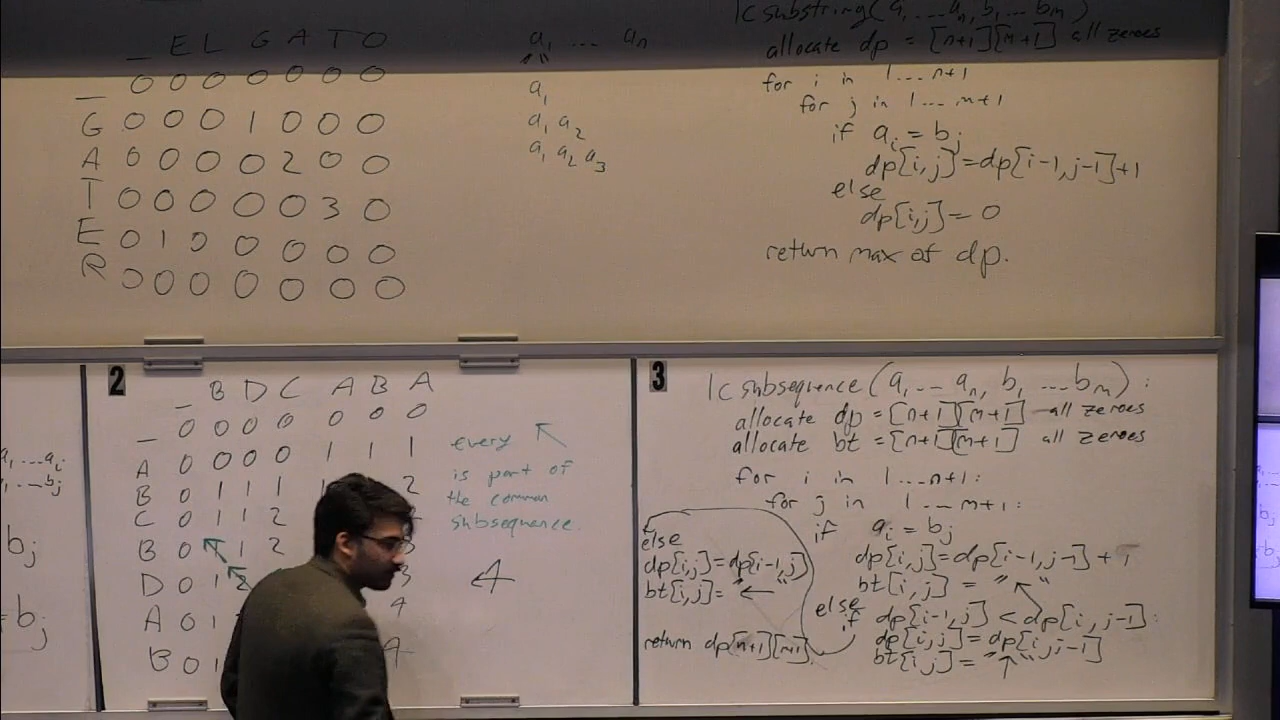 _ E L G A T O
_ 0 0 0 0 0 0 0
G 0 0 0 1 0 0 0
A 0 0 0 0 2 0 0
T 0 0 0 0 0 3 0
E 0 1 0 0 0 0 0
R 0 0 0 0 0 0 0
a1 ... an
a1
a1 a2
a1 a2 a3
lcsubstring(a1 ... an, b1 ... bm)
allocate dp = [n+1][m+1] all zeroes
for i in 1...n+1
for j in 1...m+1
if ai = bj
dp[i,j]=dp[i-1,j-1]+1
else
dp[i,j]=0
return max of dp.
a1...ai
...bj
bj
=bj
2
_ B D C A B A
_ 0 0 0 0 0 0 0
A 0 0 0 0 1 1 1
B 0 1 1 1 2
C 0 1 1 2
B 0 1 1 2
D 0 1 2 3
A 0 1 4
B 0 1 4
every ↖
is part of
the common
subsequence.
4
3
lcsubsequence(a1 ... an, b1 ... bm):
allocate dp = [n+1][m+1] all zeroes
allocate bt = [n+1][m+1] all zeroes
for i in 1...n+1:
for j in 1...m+1:
if ai = bj
dp[i,j]=dp[i-1,j-1] + 1
bt[i,j] = "↖"
else if dp[i-1,j] < dp[i,j-1]:
dp[i,j]=dp[i,j-1]
bt[i,j] = "↑"
else
dp[i,j]=dp[i-1,j]
bt[i,j]= "←"
return dp[n+1][m+1]